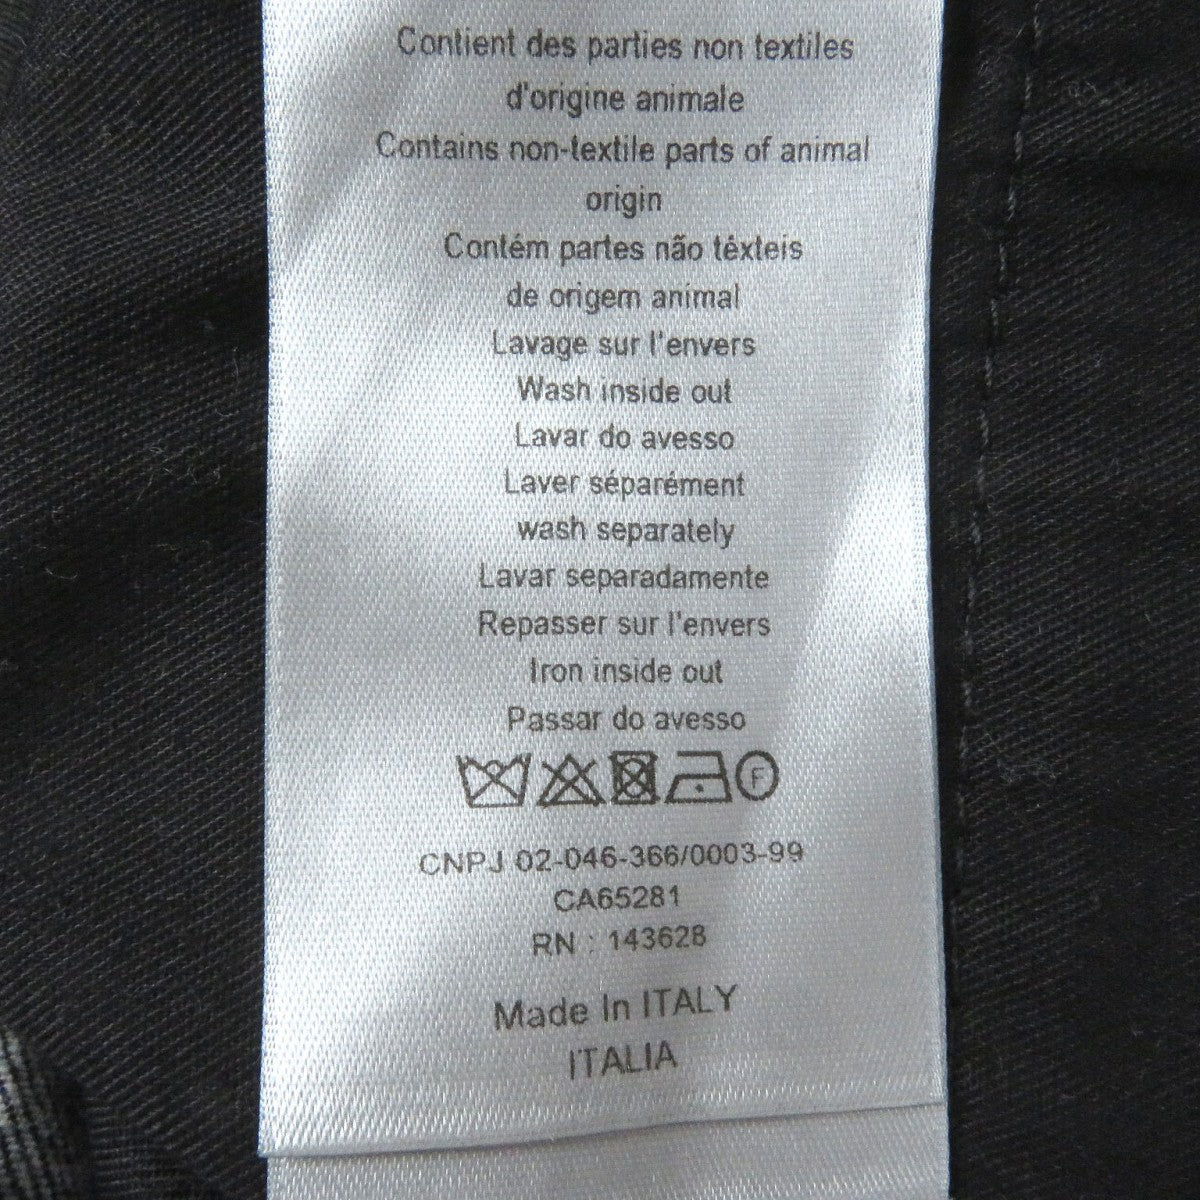 Contient des parties non textiles
d'origine animale
Contains non-textile parts of animal
origin
Contém partes não têxteis
de origem animal
Lavage sur l'envers
Wash inside out
Lavar do avesso
Laver séparément
wash separately
Lavar separadamente
Repasser sur l'envers
Iron inside out
Passar do avesso
F
CNPJ 02-046-366/0003-99
CA65281
RN : 143628
Made In ITALY
ITALIA